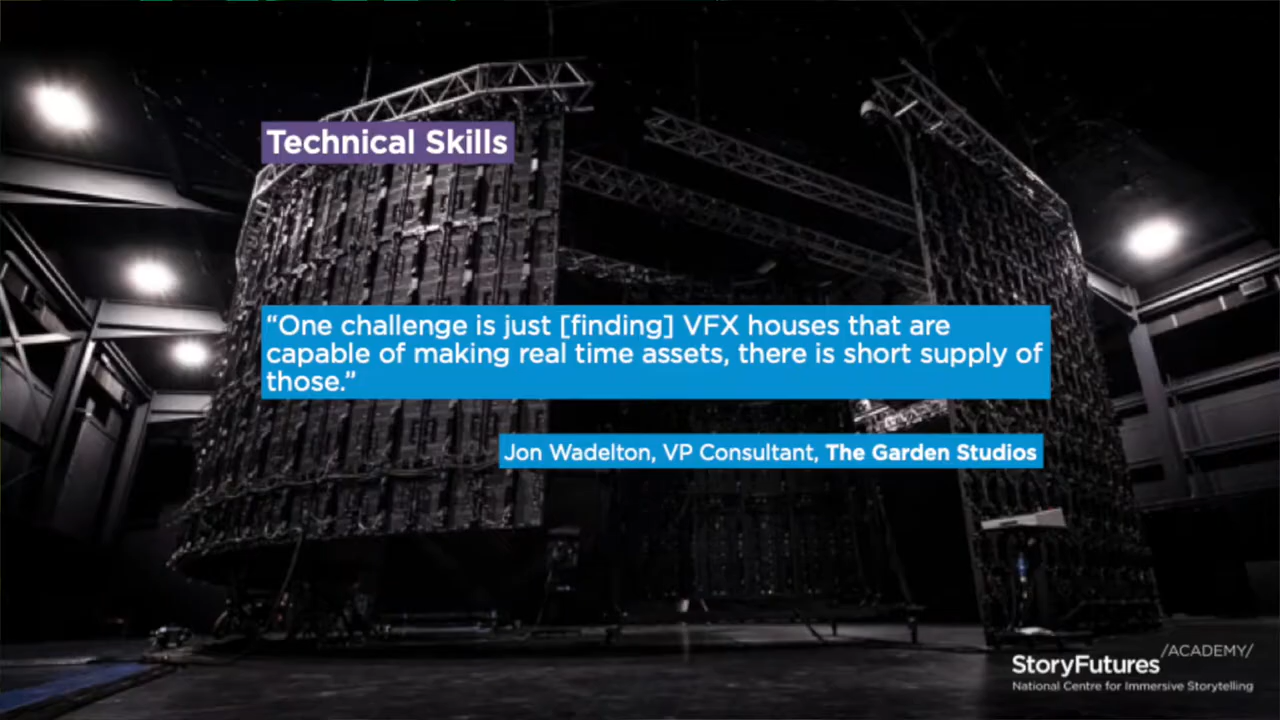 Technical Skills
“One challenge is just [finding] VFX houses that are
capable of making real time assets, there is short supply of
those.”
Jon Wadelton, VP Consultant, The Garden Studios
/ACADEMY/
StoryFutures
National Centre for Immersive Storytelling